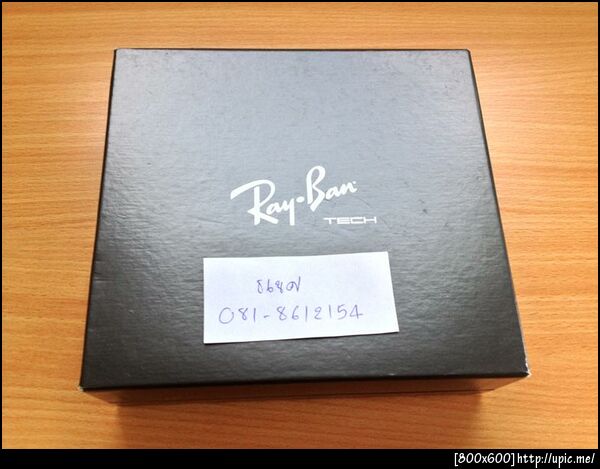 Ray-Ban
TECH
081-8612154
[800x600]http://upic.me/